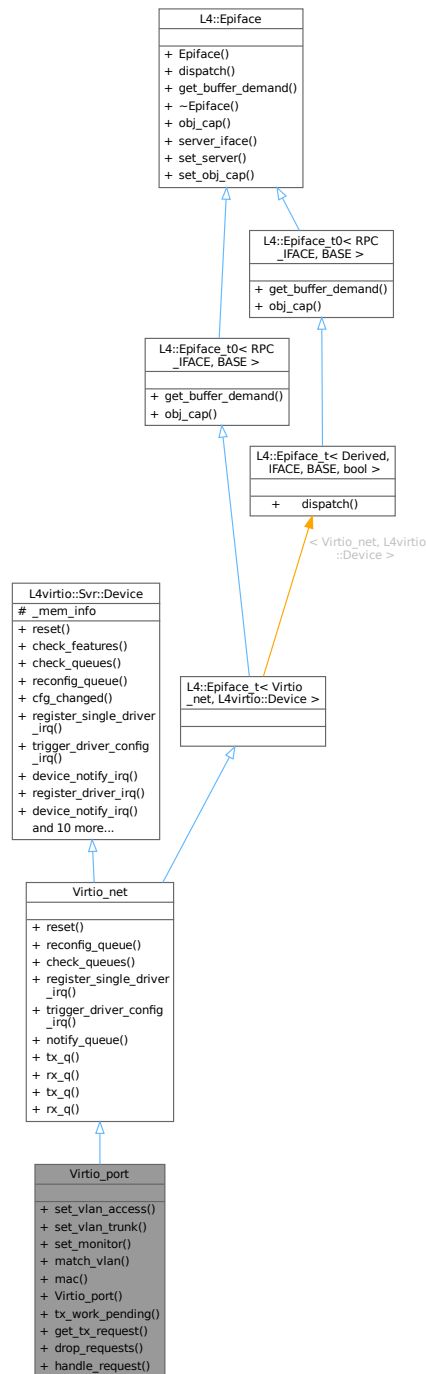 L4::Epiface
+ Epiface()
+ dispatch()
+ get_buffer_demand()
+ ~Epiface()
+ obj_cap()
+ server_iface()
+ set_server()
+ set_obj_cap()
L4::Epiface_t0< RPC
_IFACE, BASE >
+ get_buffer_demand()
+ obj_cap()
L4::Epiface_t0< RPC
_IFACE, BASE >
+ get_buffer_demand()
+ obj_cap()
L4::Epiface_t< Derived,
IFACE, BASE, bool >
+ dispatch()
< Virtio_net, L4virtio
::Device >
L4virtio::Svr::Device
# _mem_info
+ reset()
+ check_features()
+ check_queues()
+ reconfig_queue()
+ cfg_changed()
+ register_single_driver
_irq()
+ trigger_driver_config
_irq()
+ device_notify_irq()
+ register_driver_irq()
+ device_notify_irq()
and 10 more...
L4::Epiface_t< Virtio
_net, L4virtio::Device >
Virtio_net
+ reset()
+ reconfig_queue()
+ check_queues()
+ register_single_driver
_irq()
+ trigger_driver_config
_irq()
+ notify_queue()
+ tx_q()
+ rx_q()
+ tx_q()
+ rx_q()
Virtio_port
+ set_vlan_access()
+ set_vlan_trunk()
+ set_monitor()
+ match_vlan()
+ mac()
+ Virtio_port()
+ tx_work_pending()
+ get_tx_request()
+ drop_requests()
+ handle_request()